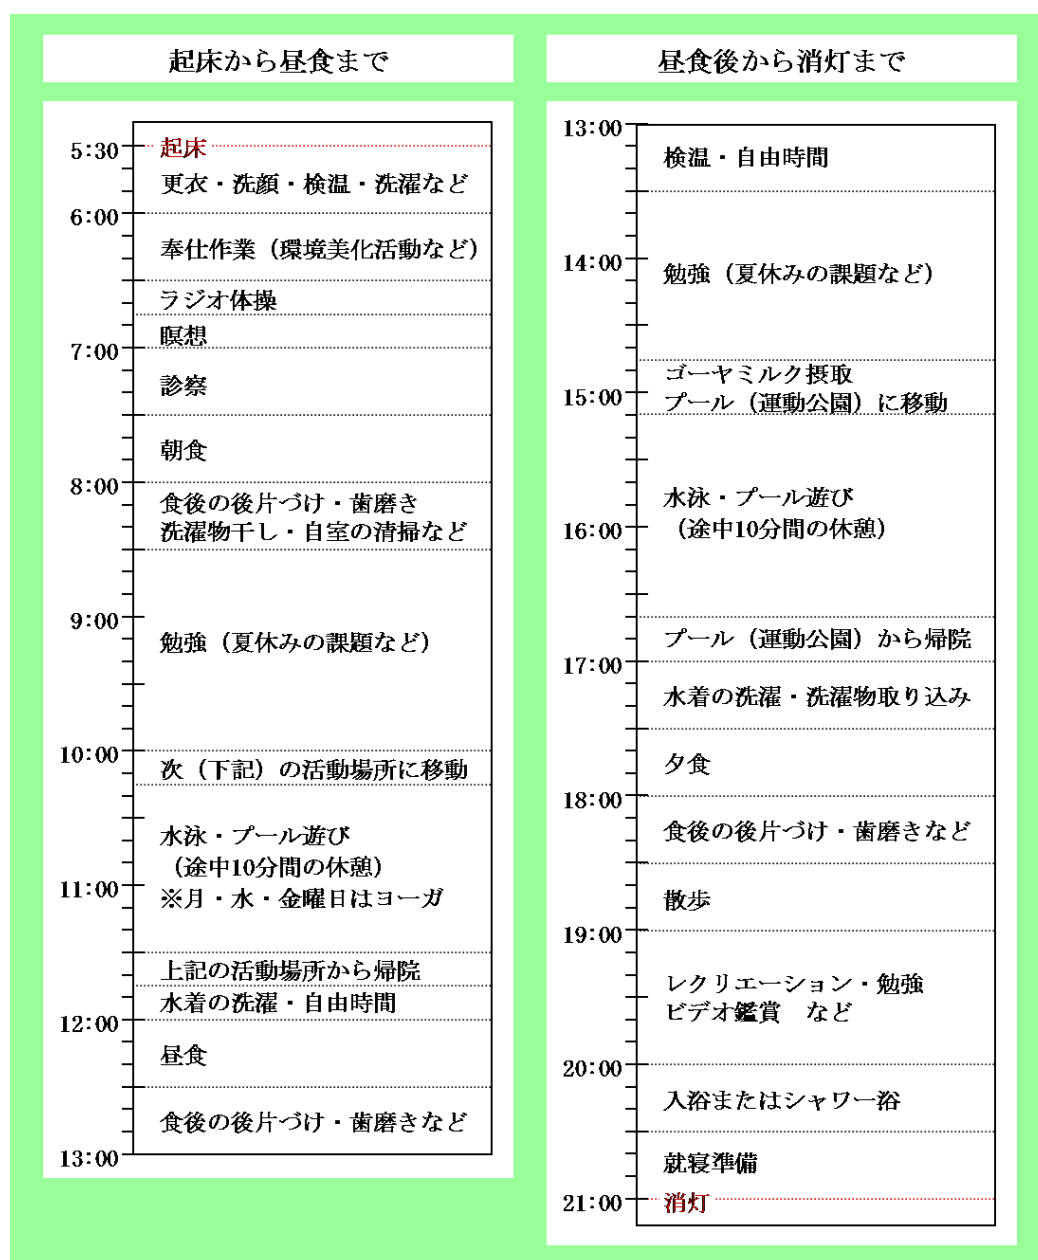 起床から昼食まで
5:30
起床
更衣・洗顔・検温・洗濯など
6:00
奉仕作業（環境美化活動など）
ラジオ体操
瞑想
7:00
診察
朝食
8:00
食後の後片づけ・歯磨き
洗濯物干し・自室の清掃など
9:00
勉強（夏休みの課題など）
10:00
次（下記）の活動場所に移動
水泳・プール遊び
（途中10分間の休憩）
11:00
※月・水・金曜日はヨーガ
上記の活動場所から帰院
水着の洗濯・自由時間
12:00
昼食
食後の後片づけ・歯磨きなど
13:00
昼食後から消灯まで
13:00
検温・自由時間
14:00
勉強（夏休みの課題など）
ゴーヤミルク摂取
15:00
プール（運動公園）に移動
水泳・プール遊び
16:00
（途中10分間の休憩）
プール（運動公園）から帰院
17:00
水着の洗濯・洗濯物取り込み
夕食
18:00
食後の後片づけ・歯磨きなど
散歩
19:00
レクリエーション・勉強
ビデオ鑑賞　など
20:00
入浴またはシャワー浴
就寝準備
21:00
消灯